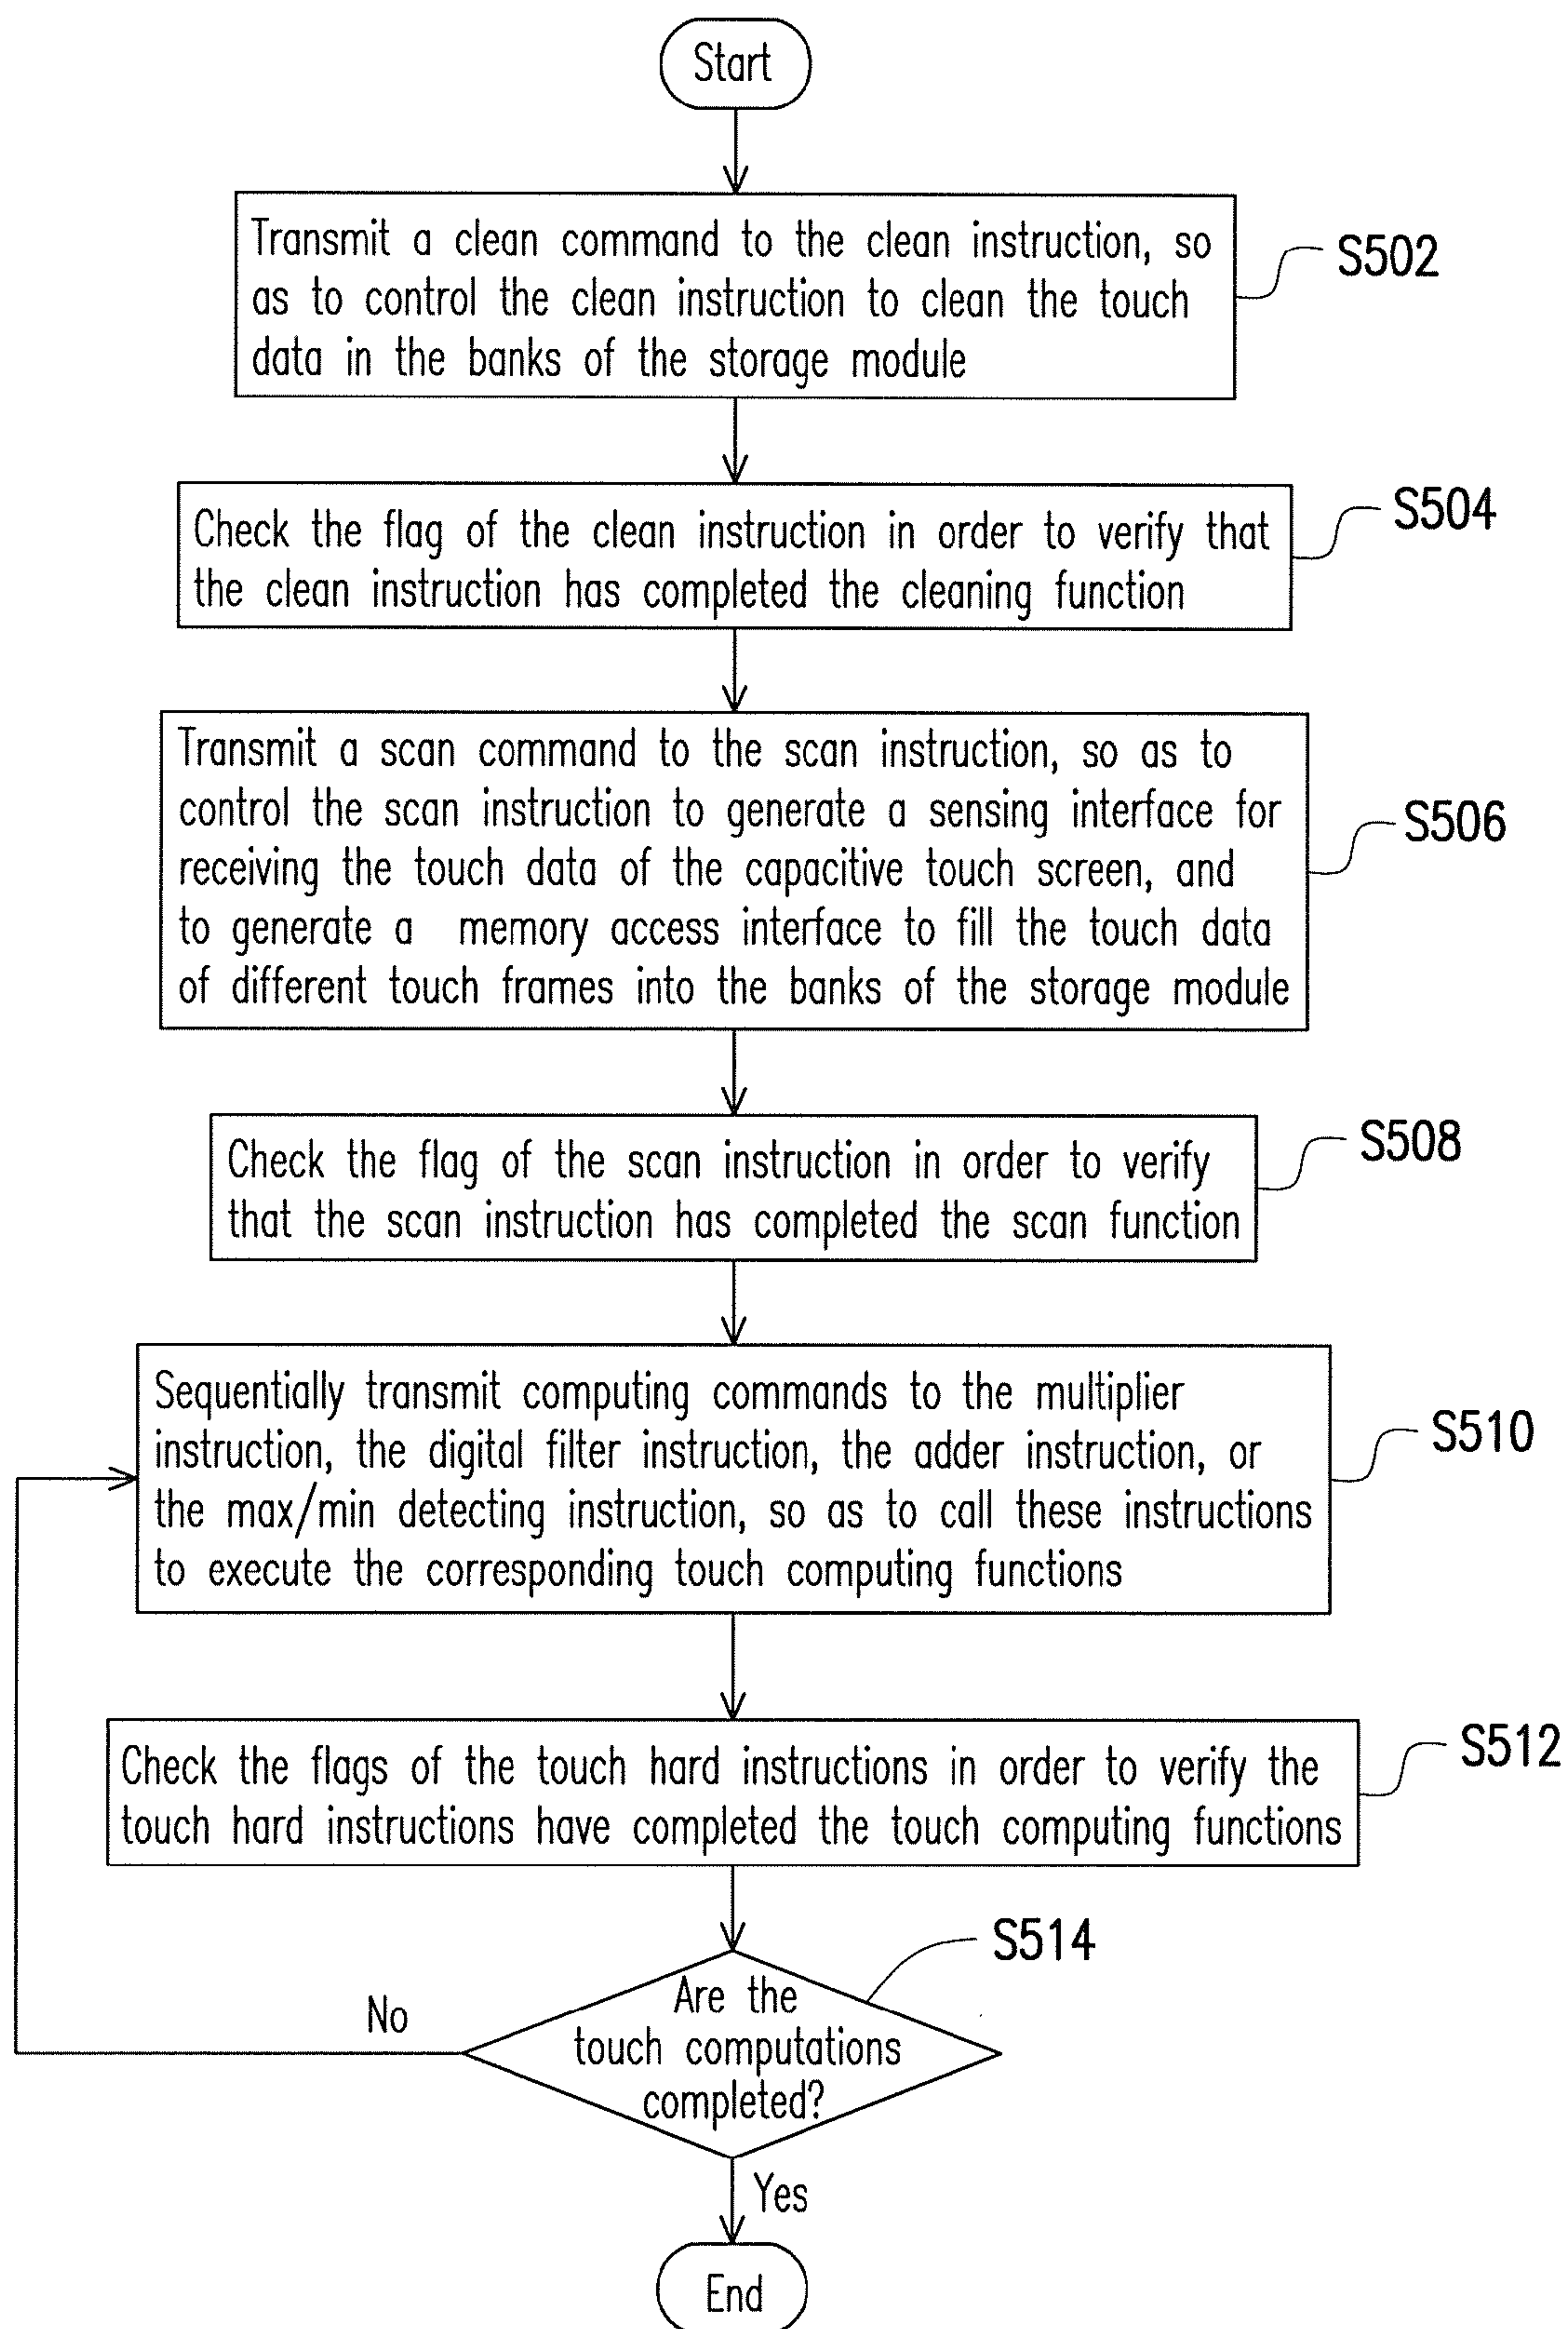 Start
Transmit a clean command to the clean instruction, so
as to control the clean instruction to clean the touch
data in the banks of the storage module
S502
Check the flag of the clean instruction in order to verify that
the clean instruction has completed the cleaning function
S504
Transmit a scan command to the scan instruction, so as to
control the scan instruction to generate a sensing interface for
receiving the touch data of the capacitive touch screen, and
to generate a memory access interface to fill the touch data
of different touch frames into the banks of the storage module
S506
Check the flag of the scan instruction in order to verify
that the scan instruction has completed the scan function
S508
Sequentially transmit computing commands to the multiplier
instruction, the digital filter instruction, the adder instruction, or
the max/min detecting instruction, so as to call these instructions
to execute the corresponding touch computing functions
S510
Check the flags of the touch hard instructions in order to verify the
touch hard instructions have completed the touch computing functions
S512
S514
Are the
touch computations
completed?
No
Yes
End